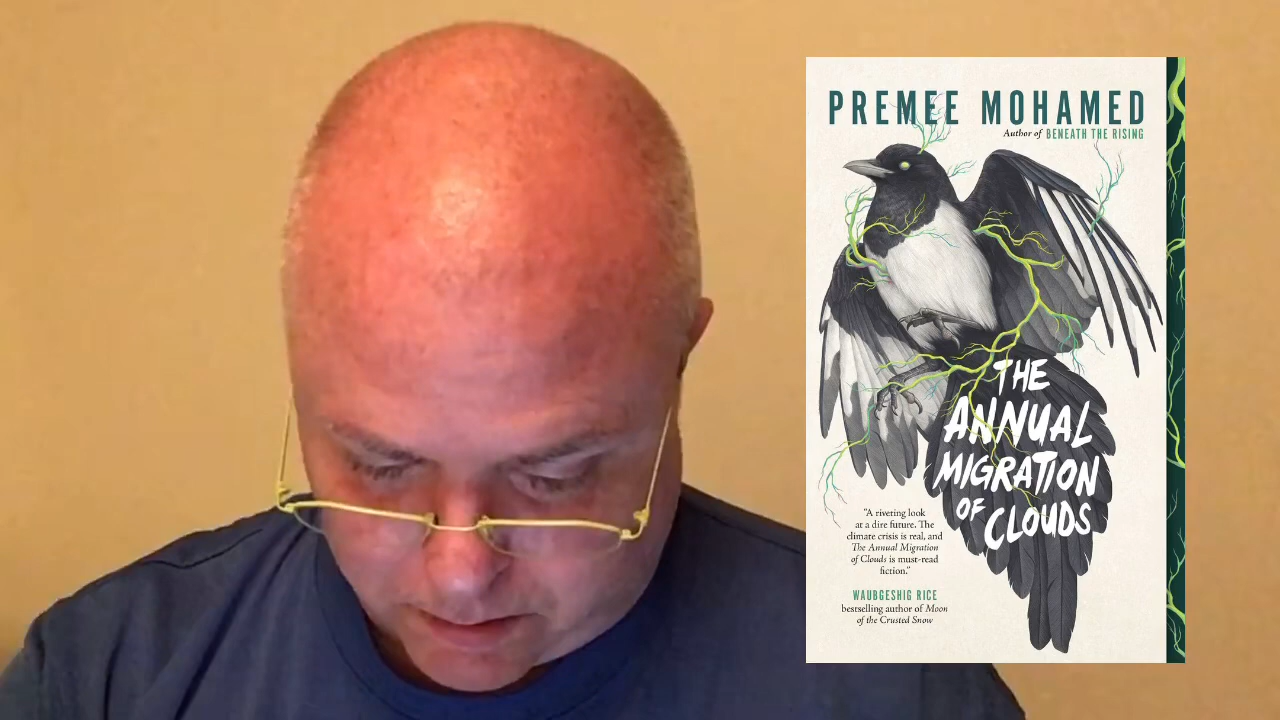 PREMEE MOHAMED
Author of BENEATH THE RISING
THE
ANNUAL
MIGRATION
OF
CLOUDS
"A riveting look
at a dire future. The
climate crisis is real, and
The Annual Migration
of Clouds is must-read
fiction."
WAUBGESHIG RICE
bestselling author of Moon
of the Crusted Snow